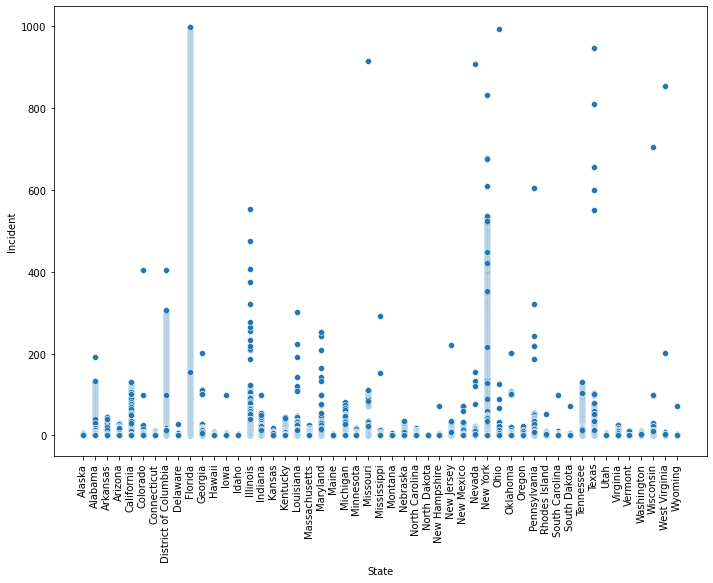 1000
800
600
400
200
0
Incident
Alaska
Alabama
Arkansas
Arizona
California
Colorado
Connecticut
District of Columbia
Delaware
Florida
Georgia
Hawaii
Iowa
Idaho
Illinois
Indiana
Kansas
Kentucky
Louisiana
Massachusetts
Maryland
Maine
Michigan
Minnesota
Missouri
Mississippi
Montana
Nebraska
North Carolina
North Dakota
New Hampshire
New Jersey
New Mexico
Nevada
New York
Ohio
Oklahoma
Oregon
Pennsylvania
Rhodes Island
South Carolina
South Dakota
Tennessee
Texas
Utah
Virginia
Vermont
Washington
Wisconsin
West Virginia
Wyoming
State